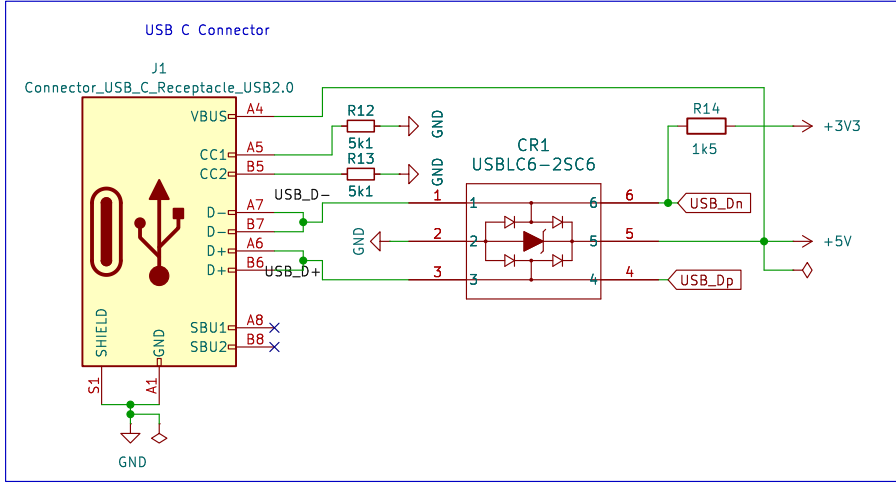 USB C Connector
J1
Connector_USB_C_Receptacle_USB2.0
VBUS A4
CC1 A5
CC2 B5
D- A7
D- B7
D+ A6
D+ B6
SBU1 A8
SBU2 B8
SHIELD
GND
S1
A1
GND
R12
5k1
GND
R13
5k1
GND
USB_D-
USB_D+
GND
CR1
USBLC6-2SC6
1 1 6 6
2 2 5 5
3 3 4 4
R14
1k5
+3V3
USB_Dn
+5V
USB_Dp